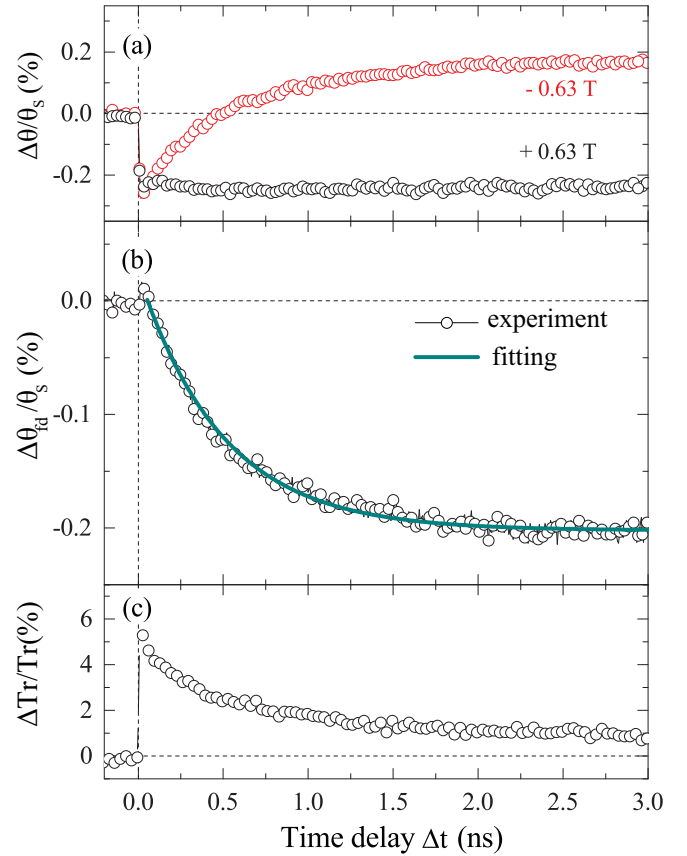 (a)
0.2
0.0
-0.2
Δθ/θS (%)
- 0.63 T
+ 0.63 T
(b)
0.0
-0.1
-0.2
Δθfd/θS (%)
experiment
fitting
(c)
6
4
2
0
ΔTr/Tr(%)
0.0 0.5 1.0 1.5 2.0 2.5 3.0
Time delay Δt (ns)